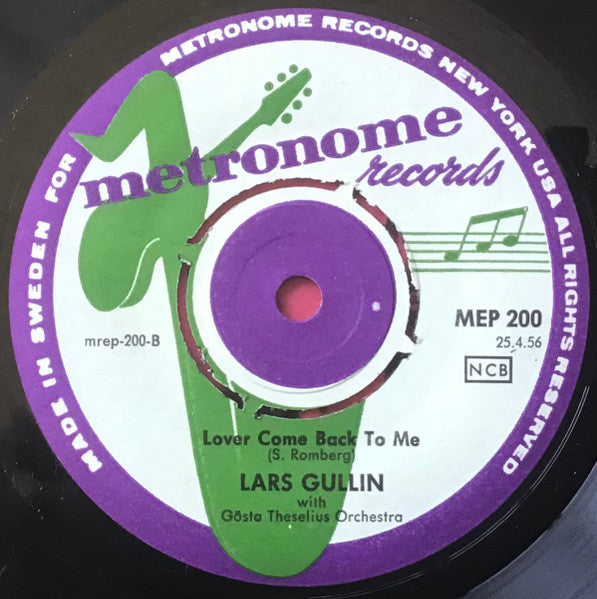 MADE IN SWEDEN FOR METRONOME RECORDS NEW YORK USA ALL RIGHTS RESERVED
metronome
records
mrep-200-B
MEP 200
25.4.56
NCB
Lover Come Back To Me
(S. Romberg)
LARS GULLIN
with
Gösta Theselius Orchestra